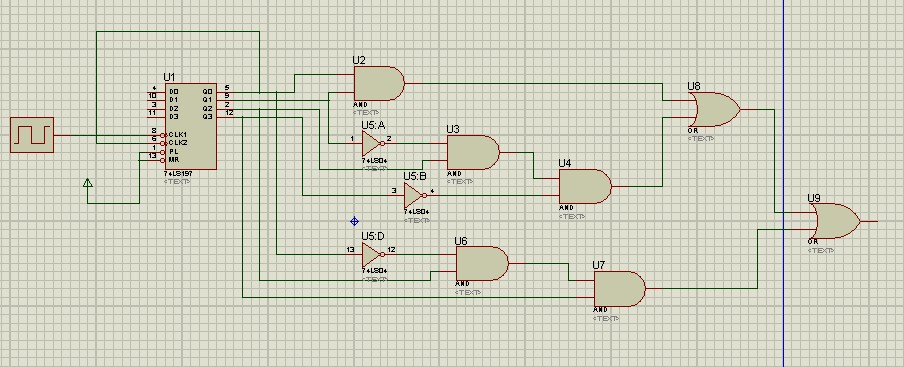 U1
4 D0 Q0 5
10 D1 Q1 9
3 D2 Q2 2
11 D3 Q3 12
8 CLK1
6 CLK2
1 PL
13 MR
74LS197
<TEXT>
U2
AND
<TEXT>
U5:A
1 2
74LS04
<TEXT>
U3
AND
<TEXT>
U5:B
3 4
74LS04
<TEXT>
U4
AND
<TEXT>
U8
OR
<TEXT>
U9
OR
<TEXT>
U5:D
13 12
74LS04
<TEXT>
U6
AND
<TEXT>
U7
AND
<TEXT>